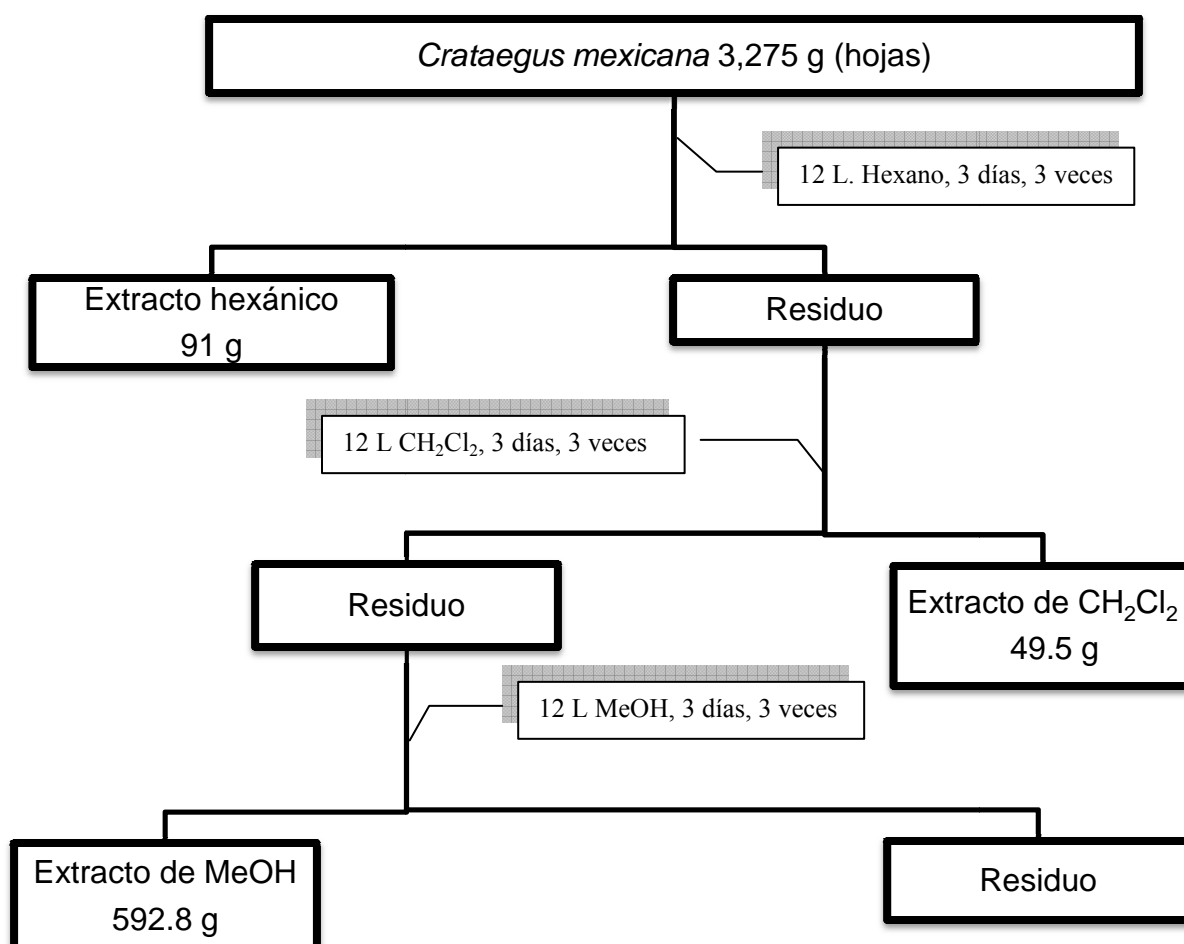 Crataegus mexicana 3,275 g (hojas)
12 L. Hexano, 3 días, 3 veces
Extracto hexánico
91 g
Residuo
12 L CH₂Cl₂, 3 días, 3 veces
Residuo
Extracto de CH₂Cl₂
49.5 g
12 L MeOH, 3 días, 3 veces
Extracto de MeOH
592.8 g
Residuo